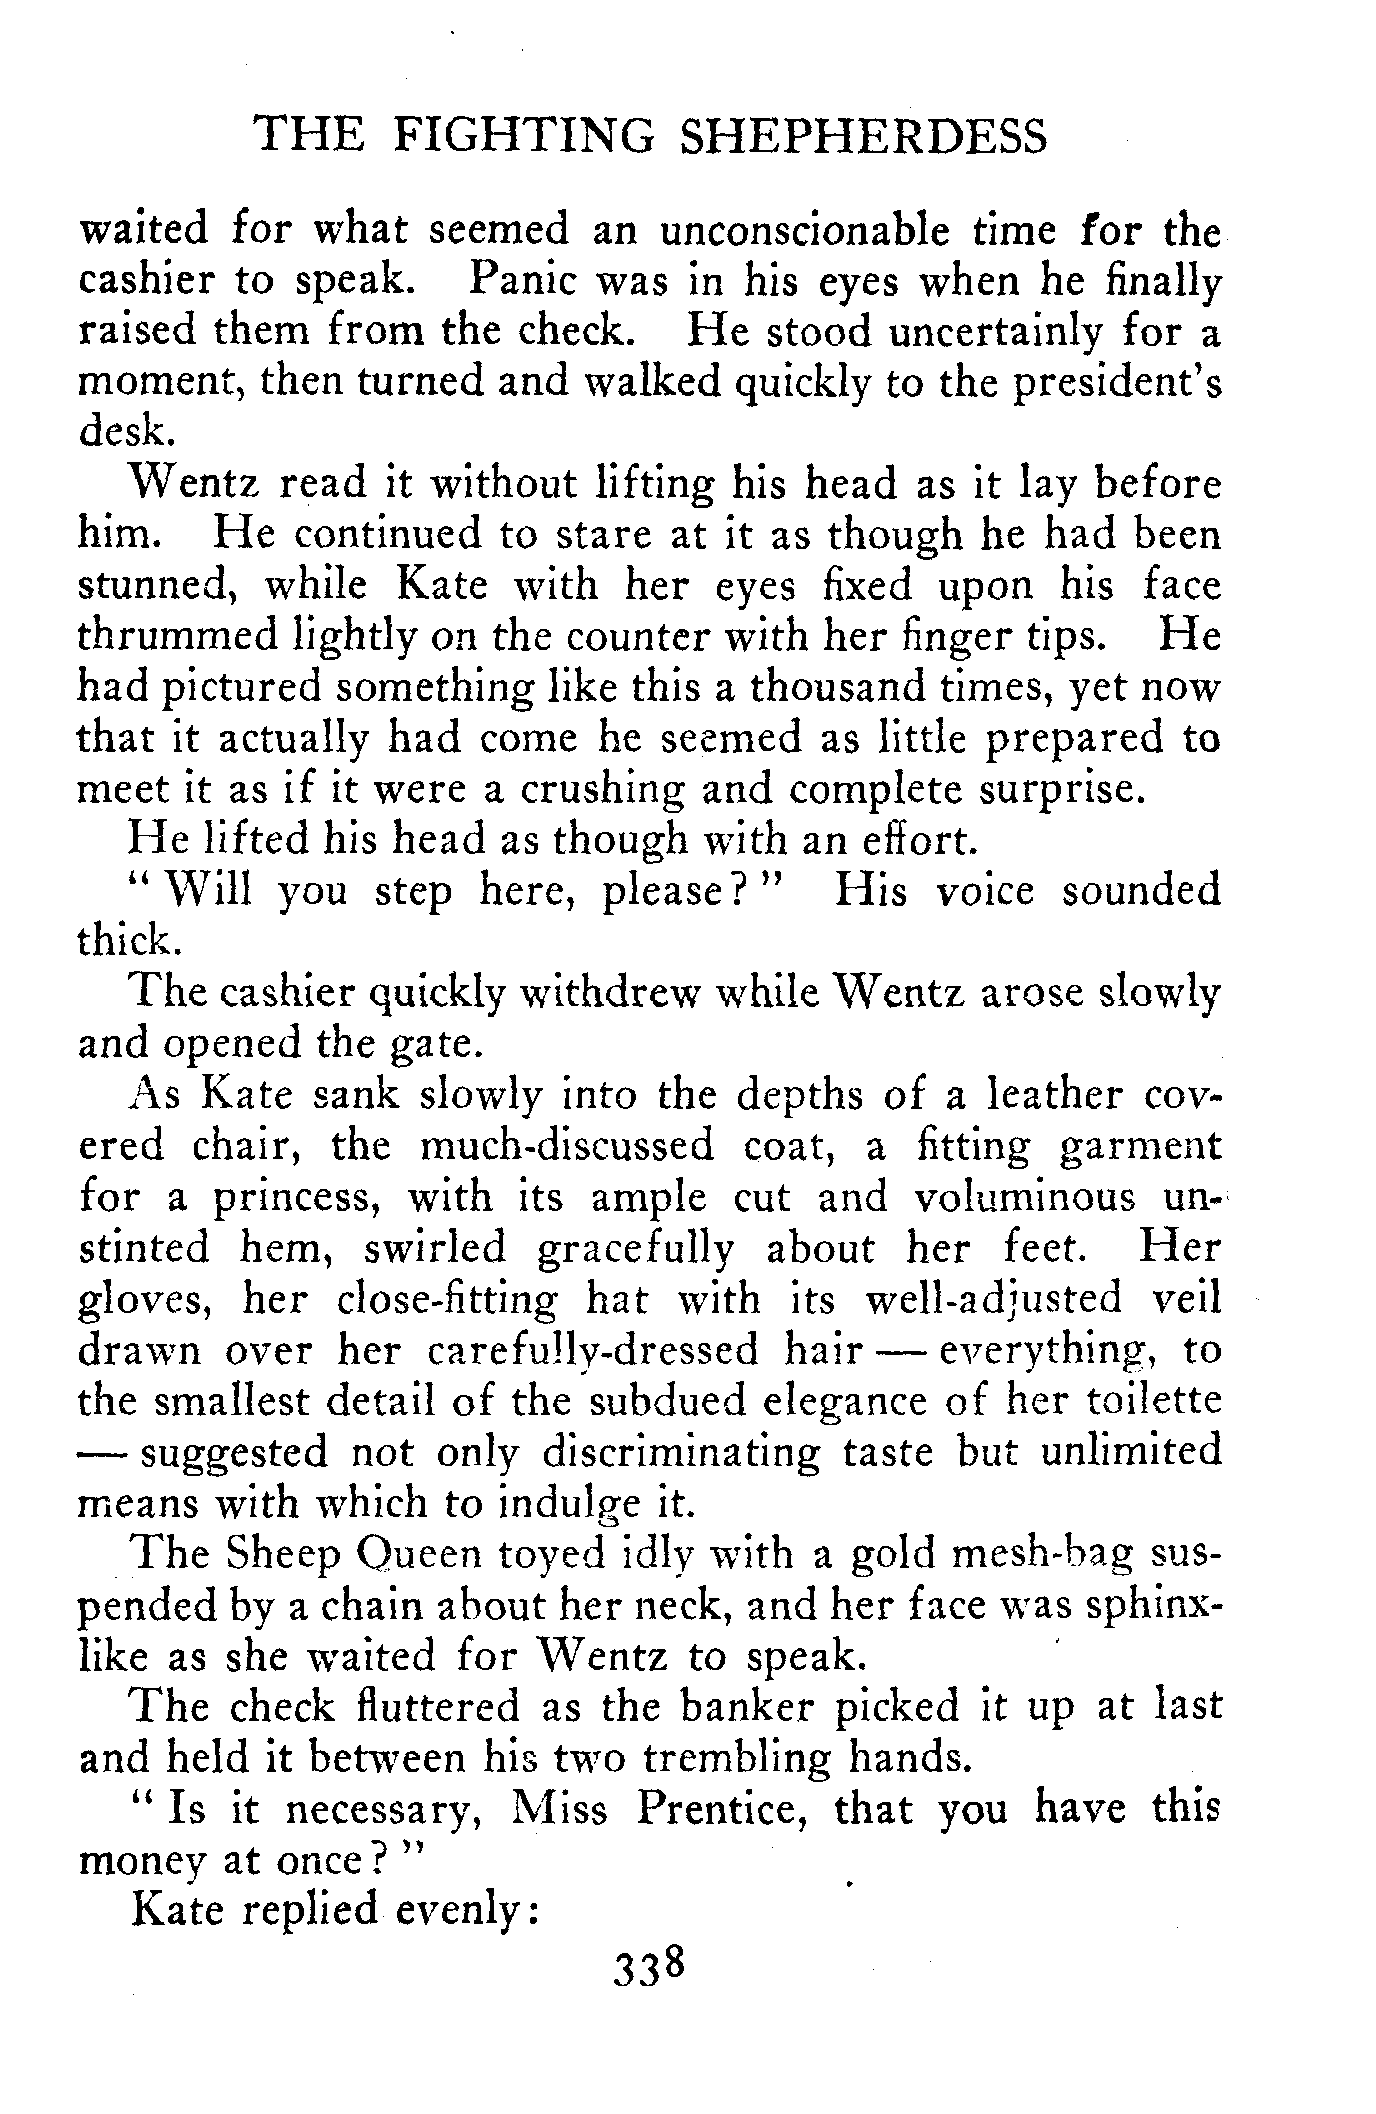 THE FIGHTING SHEPHERDESS
waited for what seemed an unconscionable time for the
cashier to speak. Panic was in his eyes when he finally
raised them from the check. He stood uncertainly for a
moment, then turned and walked quickly to the president's
desk.
Wentz read it without lifting his head as it lay before
him. He continued to stare at it as though he had been
stunned, while Kate with her eyes fixed upon his face
thrummed lightly on the counter with her finger tips. He
had pictured something like this a thousand times, yet now
that it actually had come he seemed as little prepared to
meet it as if it were a crushing and complete surprise.
He lifted his head as though with an effort.
" Will you step here, please? " His voice sounded
thick.
The cashier quickly withdrew while Wentz arose slowly
and opened the gate.
As Kate sank slowly into the depths of a leather cov-
ered chair, the much-discussed coat, a fitting garment
for a princess, with its ample cut and voluminous un-
stinted hem, swirled gracefully about her feet. Her
gloves, her close-fitting hat with its well-adjusted veil
drawn over her carefully-dressed hair — everything, to
the smallest detail of the subdued elegance of her toilette
— suggested not only discriminating taste but unlimited
means with which to indulge it.
The Sheep Queen toyed idly with a gold mesh-bag sus-
pended by a chain about her neck, and her face was sphinx-
like as she waited for Wentz to speak.
The check fluttered as the banker picked it up at last
and held it between his two trembling hands.
" Is it necessary, Miss Prentice, that you have this
money at once? "
Kate replied evenly:
338